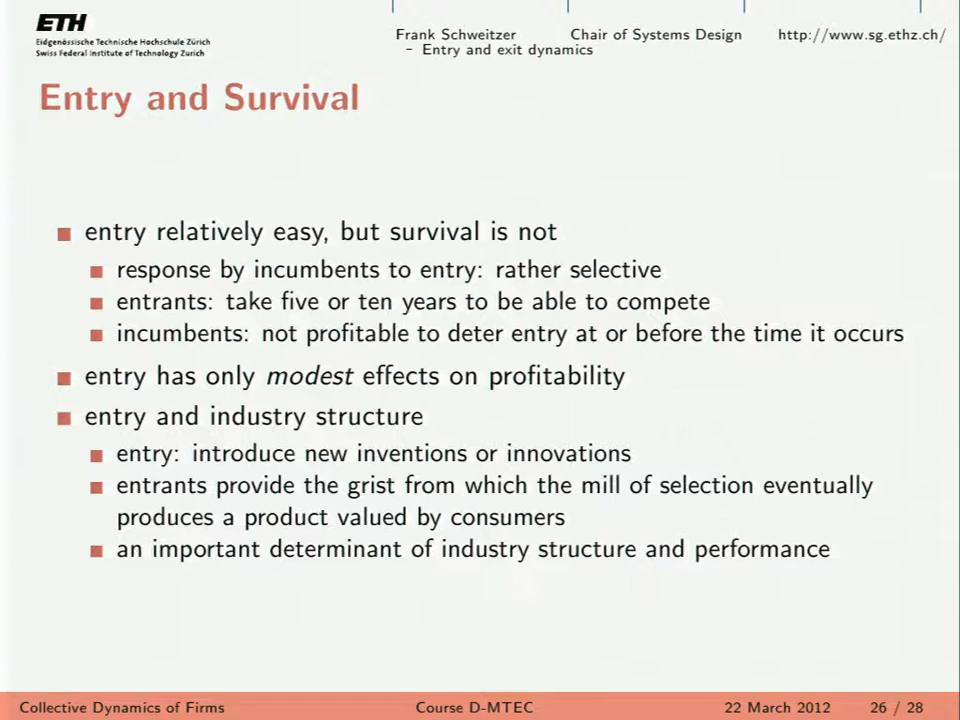 ETH
Eidgenössische Technische Hochschule Zürich
Swiss Federal Institute of Technology Zurich
Frank Schweitzer Chair of Systems Design http://www.sg.ethz.ch/
– Entry and exit dynamics
Entry and Survival
entry relatively easy, but survival is not
response by incumbents to entry: rather selective
entrants: take five or ten years to be able to compete
incumbents: not profitable to deter entry at or before the time it occurs
entry has only modest effects on profitability
entry and industry structure
entry: introduce new inventions or innovations
entrants provide the grist from which the mill of selection eventually
produces a product valued by consumers
an important determinant of industry structure and performance
Collective Dynamics of Firms Course D-MTEC 22 March 2012 26 / 28